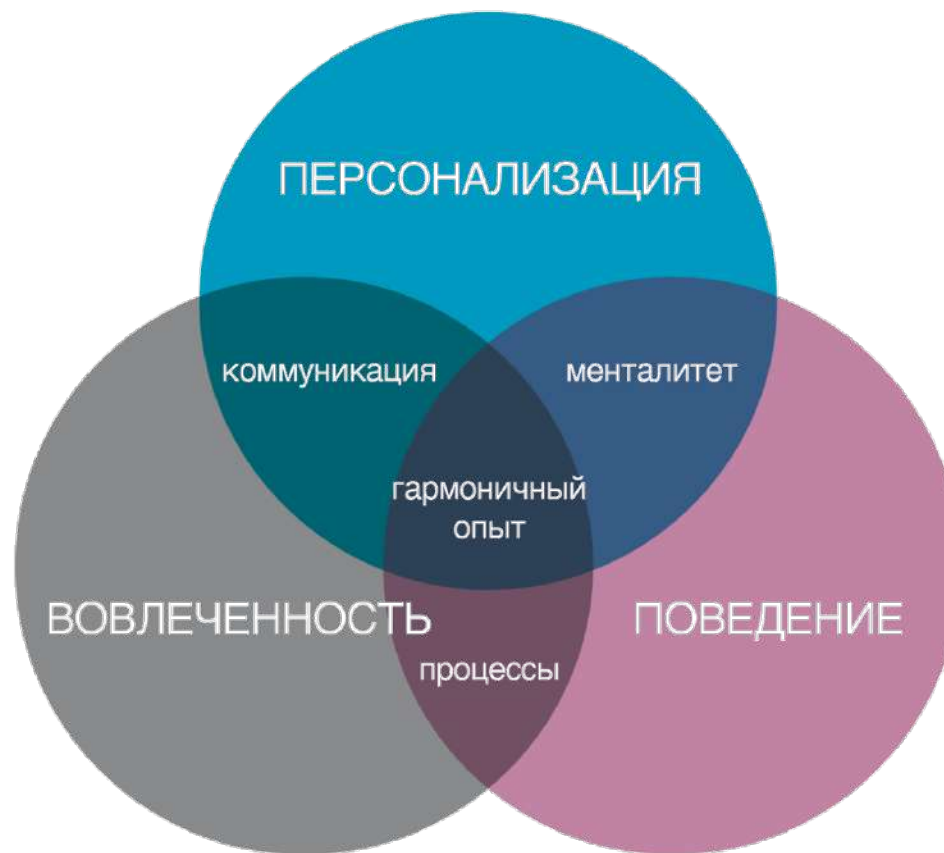 ПЕРСОНАЛИЗАЦИЯ
коммуникация
менталитет
гармоничный
опыт
ВОВЛЕЧЕННОСТЬ
ПОВЕДЕНИЕ
процессы